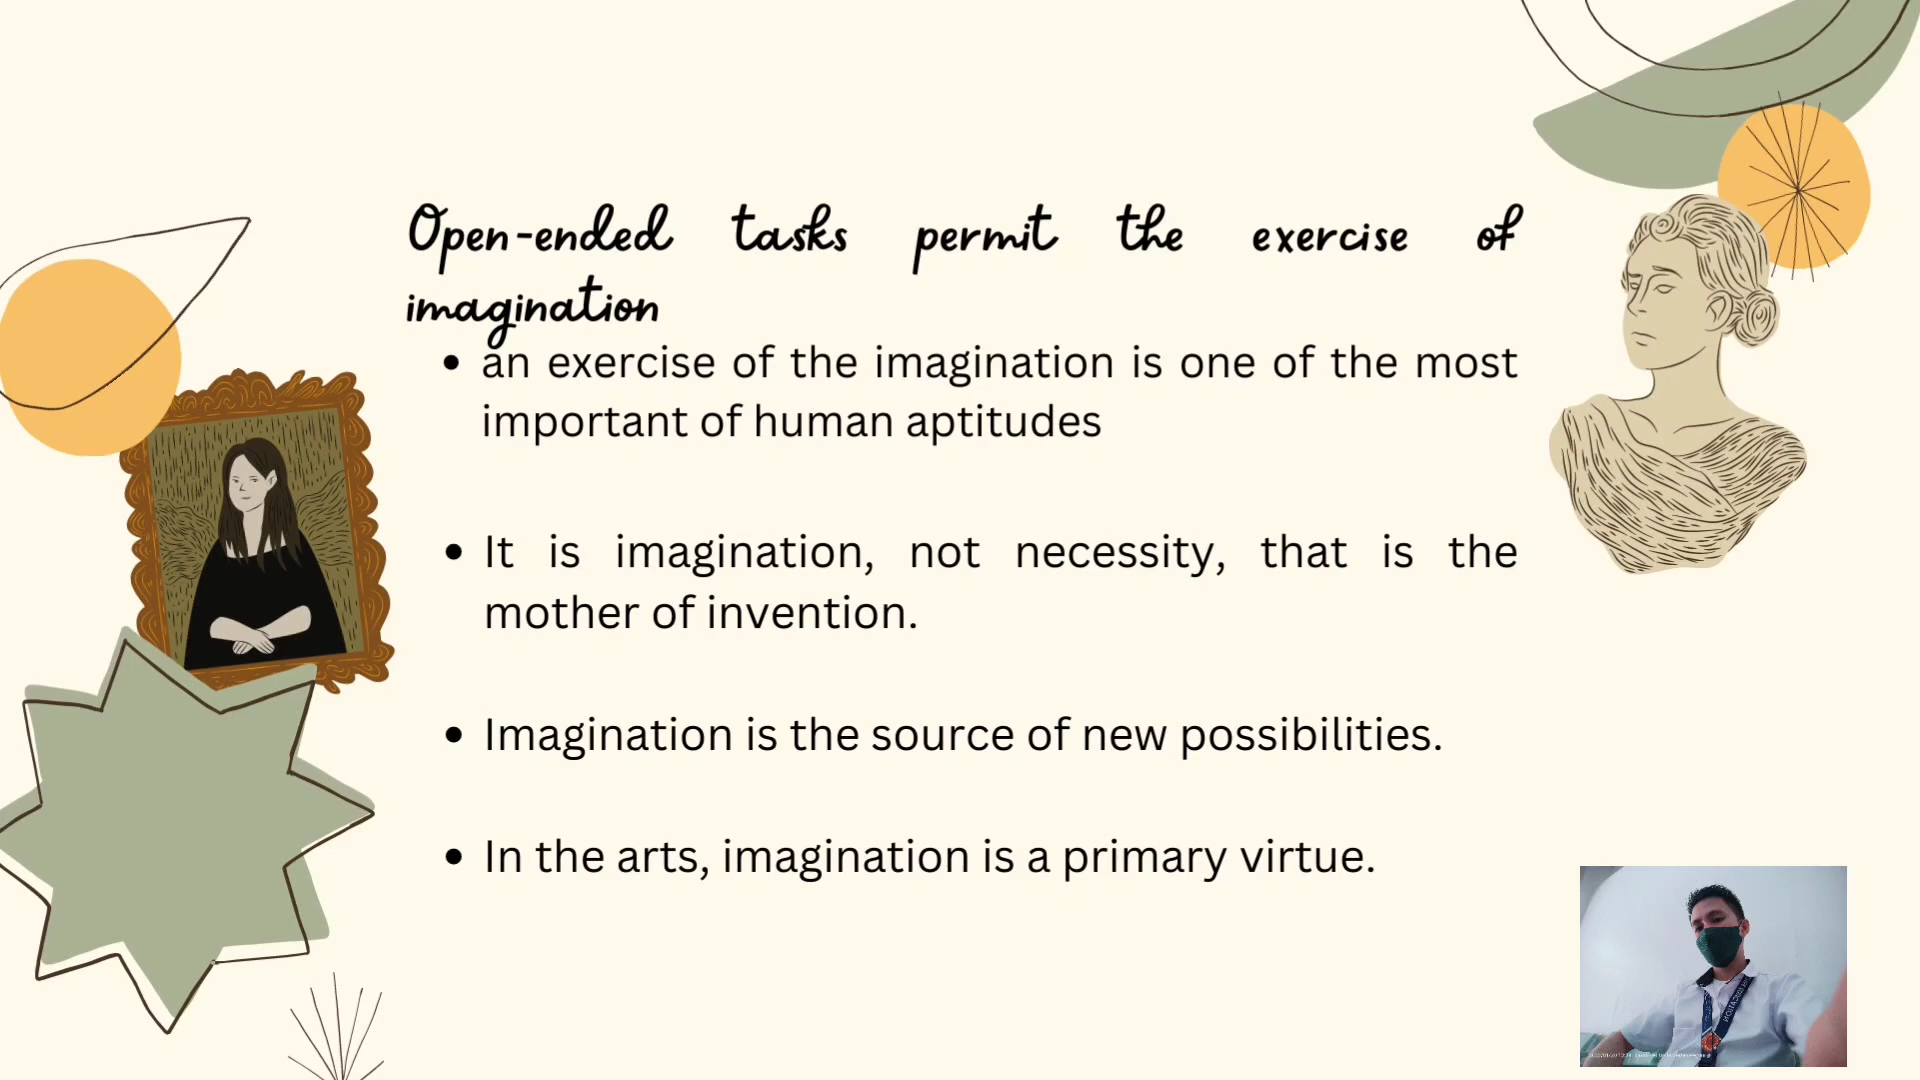 Open-ended tasks permit the exercise of
imagination
• an exercise of the imagination is one of the most
important of human aptitudes
• It is imagination, not necessity, that is the
mother of invention.
• Imagination is the source of new possibilities.
• In the arts, imagination is a primary virtue.